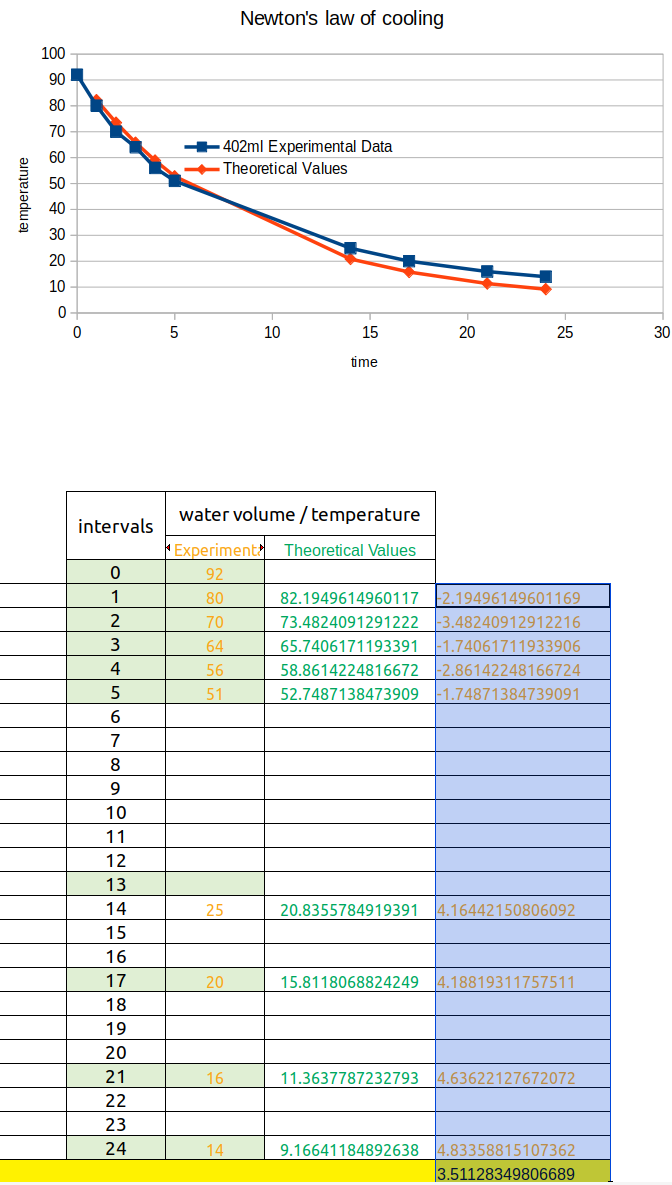 Newton's law of cooling
100
90
80
70
60
50
40
30
20
10
0
temperature
402ml Experimental Data
Theoretical Values
0 5 10 15 20 25 30
time
intervals water volume / temperature
Experiment Theoretical Values
0 92
1 80 82.1949614960117 -2.19496149601169
2 70 73.4824091291222 -3.48240912912216
3 64 65.7406171193391 -1.74061711933906
4 56 58.8614224816672 -2.86142248166724
5 51 52.7487138473909 -1.74871384739091
6
7
8
9
10
11
12
13
14 25 20.8355784919391 4.16442150806092
15
16
17 20 15.8118068824249 4.18819311757511
18
19
20
21 16 11.3637787232793 4.63622127672072
22
23
24 14 9.16641184892638 4.83358815107362
3.51128349806689